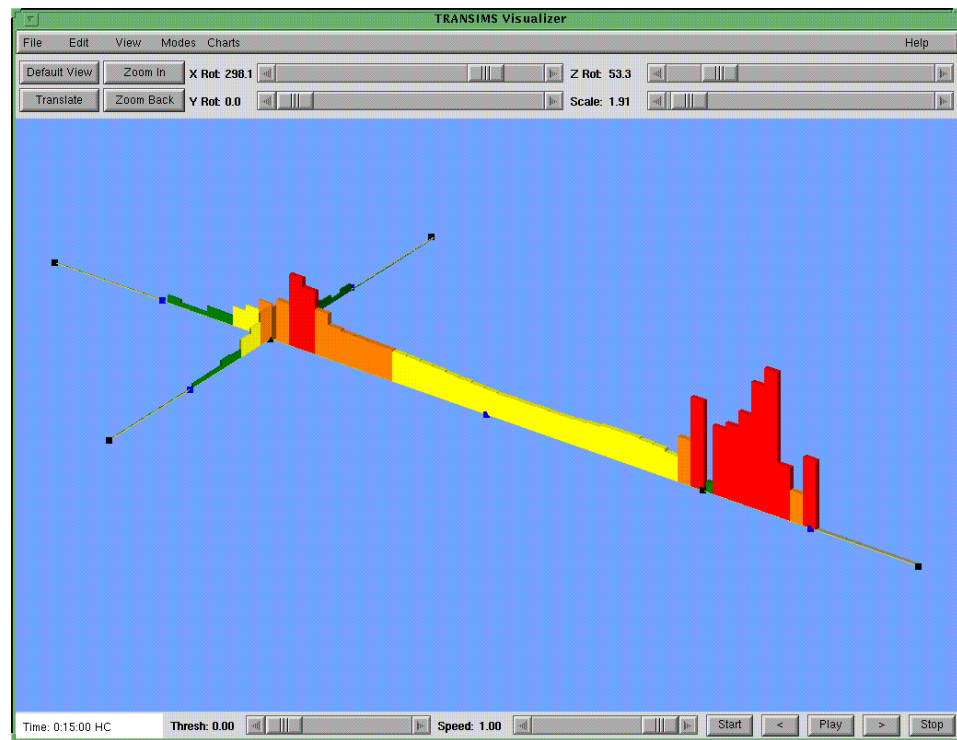 TRANSIMS Visualizer
File Edit View Modes Charts Help
Default View Zoom In X Rot: 298.1 Z Rot: 53.3
Translate Zoom Back Y Rot: 0.0 Scale: 1.91
Time: 0:15:00 HC Thresh: 0.00 Speed: 1.00 Start < Play > Stop